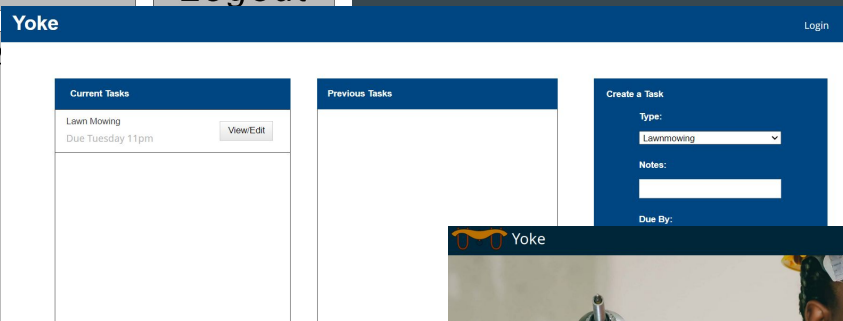 Logout
Yoke
Login
Current Tasks
Lawn Mowing
Due Tuesday 11pm
View/Edit
Previous Tasks
Create a Task
Type:
Lawnmowing
Notes:
Due By:
Yoke